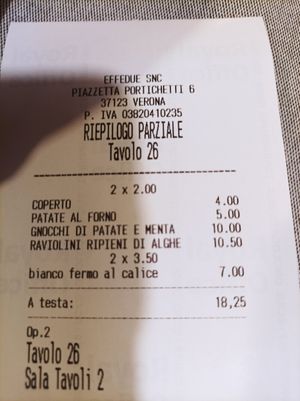 EFFEDUE SNC
PIAZZETTA PORTICHETTI 6
37123 VERONA
P. IVA 03820410235
RIEPILOGO PARZIALE
Tavolo 26
2 x 2.00
COPERTO 4.00
PATATE AL FORNO 5.00
GNOCCHI DI PATATE E MENTA 10.00
RAVIOLINI RIPIENI DI ALGHE 10.50
2 x 3.50
bianco fermo al calice 7.00
A testa: 18,25
Op.2
Tavolo 26
Sala Tavoli 2